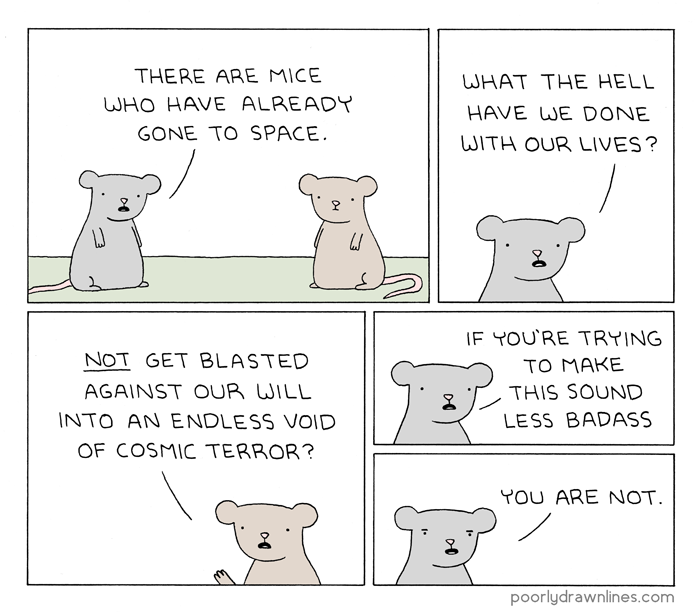 THERE ARE MICE
WHO HAVE ALREADY
GONE TO SPACE.
WHAT THE HELL
HAVE WE DONE
WITH OUR LIVES?
NOT GET BLASTED
AGAINST OUR WILL
INTO AN ENDLESS VOID
OF COSMIC TERROR?
IF YOU'RE TRYING
TO MAKE
THIS SOUND
LESS BADASS
YOU ARE NOT.
poorlydrawnlines.com